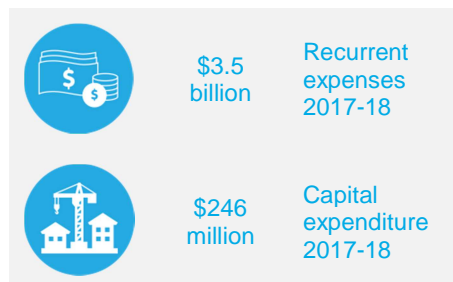 $
$
$3.5
billion
Recurrent
expenses
2017-18
$246
million
Capital
expenditure
2017-18